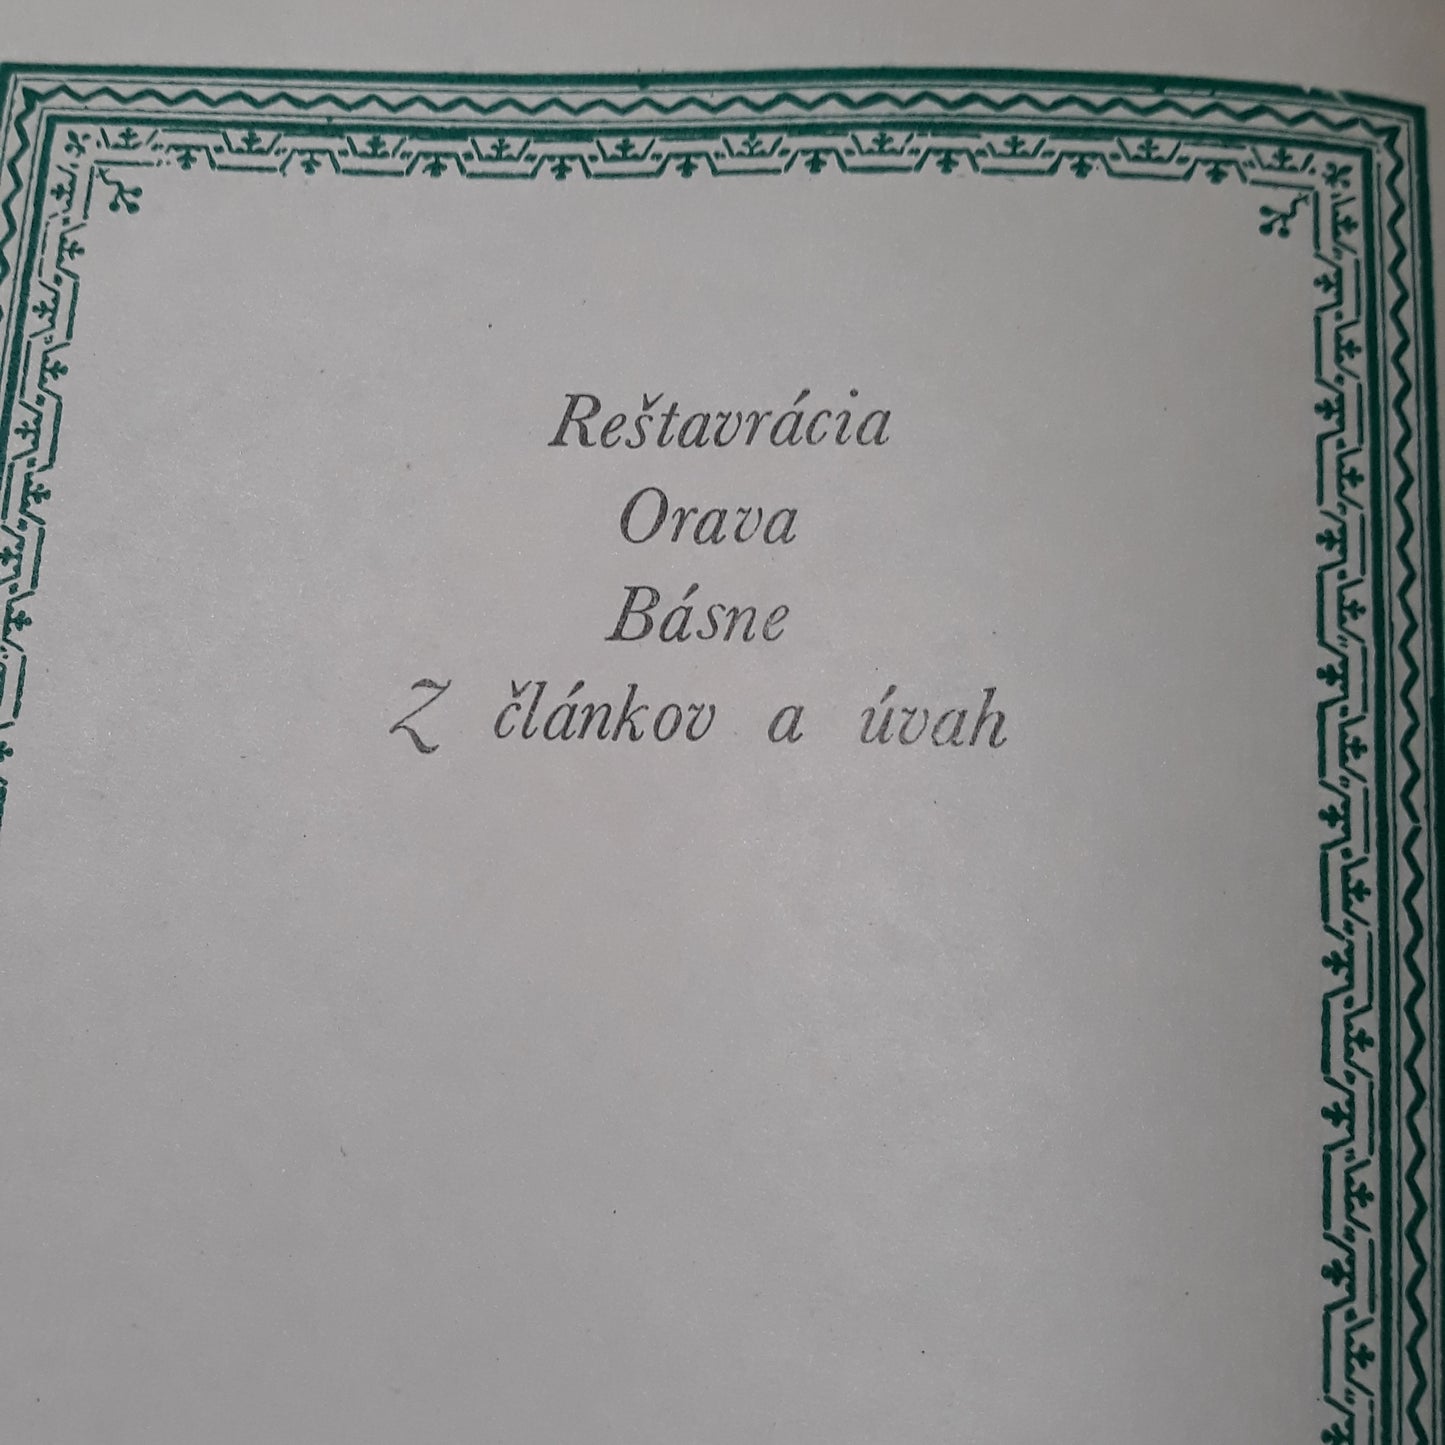 Reštavrácia
Orava
Básne
Z článkov a úvah